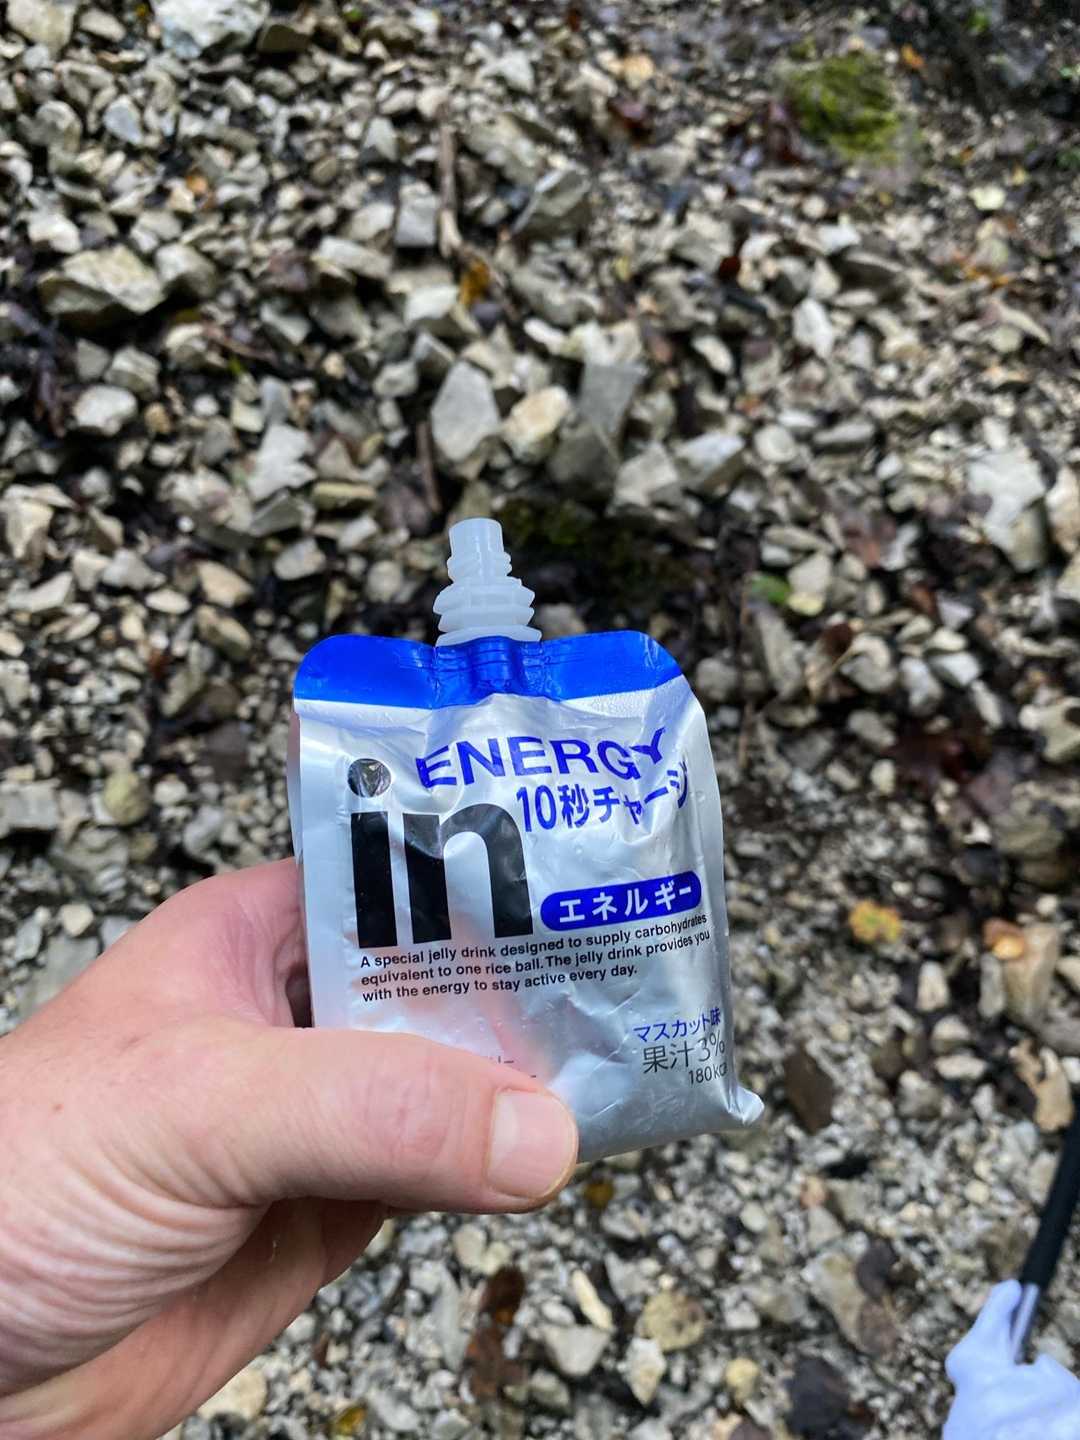 ENERGY
in
10秒チャージ
エネルギー
A special jelly drink designed to supply carbohydrates
equivalent to one rice ball. The jelly drink provides you
with the energy to stay active every day.
マスカット味
果汁3%
180kcal